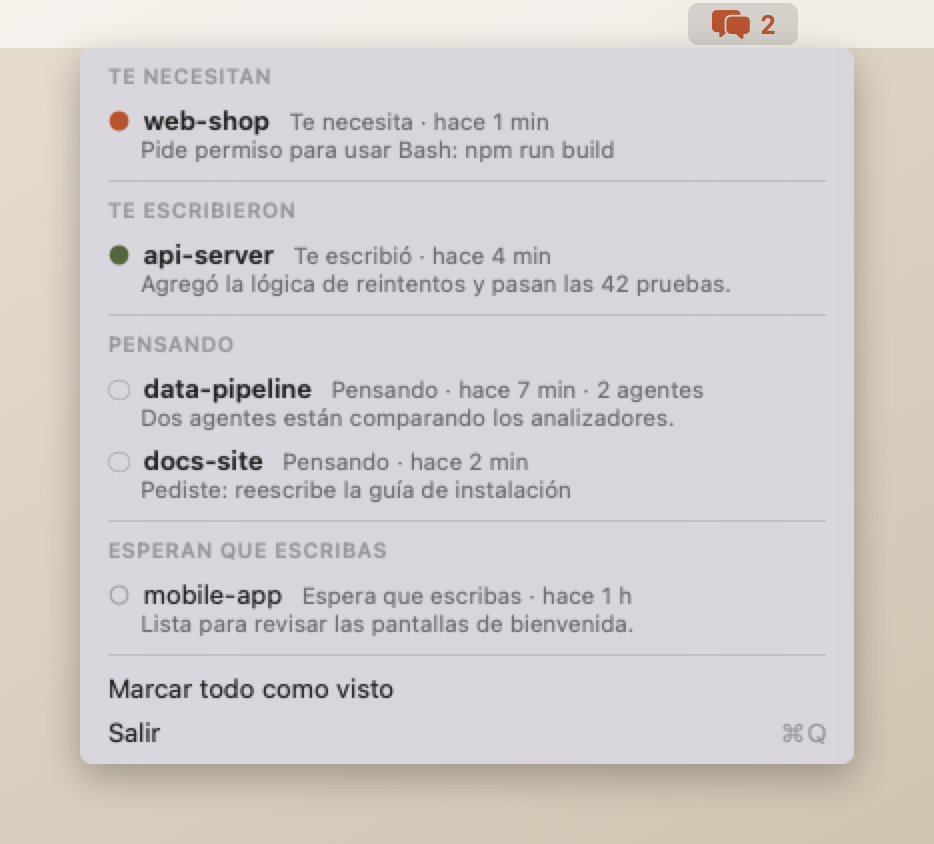 2
TE NECESITAN
web-shop Te necesita · hace 1 min
Pide permiso para usar Bash: npm run build
TE ESCRIBIERON
api-server Te escribió · hace 4 min
Agregó la lógica de reintentos y pasan las 42 pruebas.
PENSANDO
data-pipeline Pensando · hace 7 min · 2 agentes
Dos agentes están comparando los analizadores.
docs-site Pensando · hace 2 min
Pediste: reescribe la guía de instalación
ESPERAN QUE ESCRIBAS
mobile-app Espera que escribas · hace 1 h
Lista para revisar las pantallas de bienvenida.
Marcar todo como visto
Salir ⌘Q